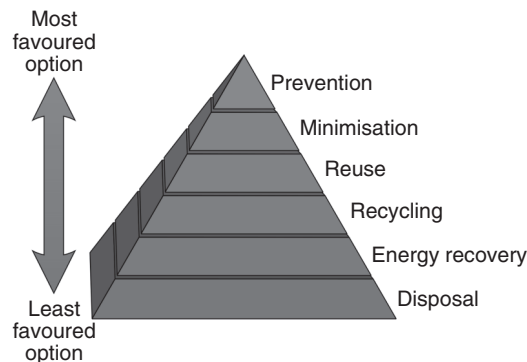 Most
favoured
option
Prevention
Minimisation
Reuse
Recycling
Energy recovery
Disposal
Least
favoured
option